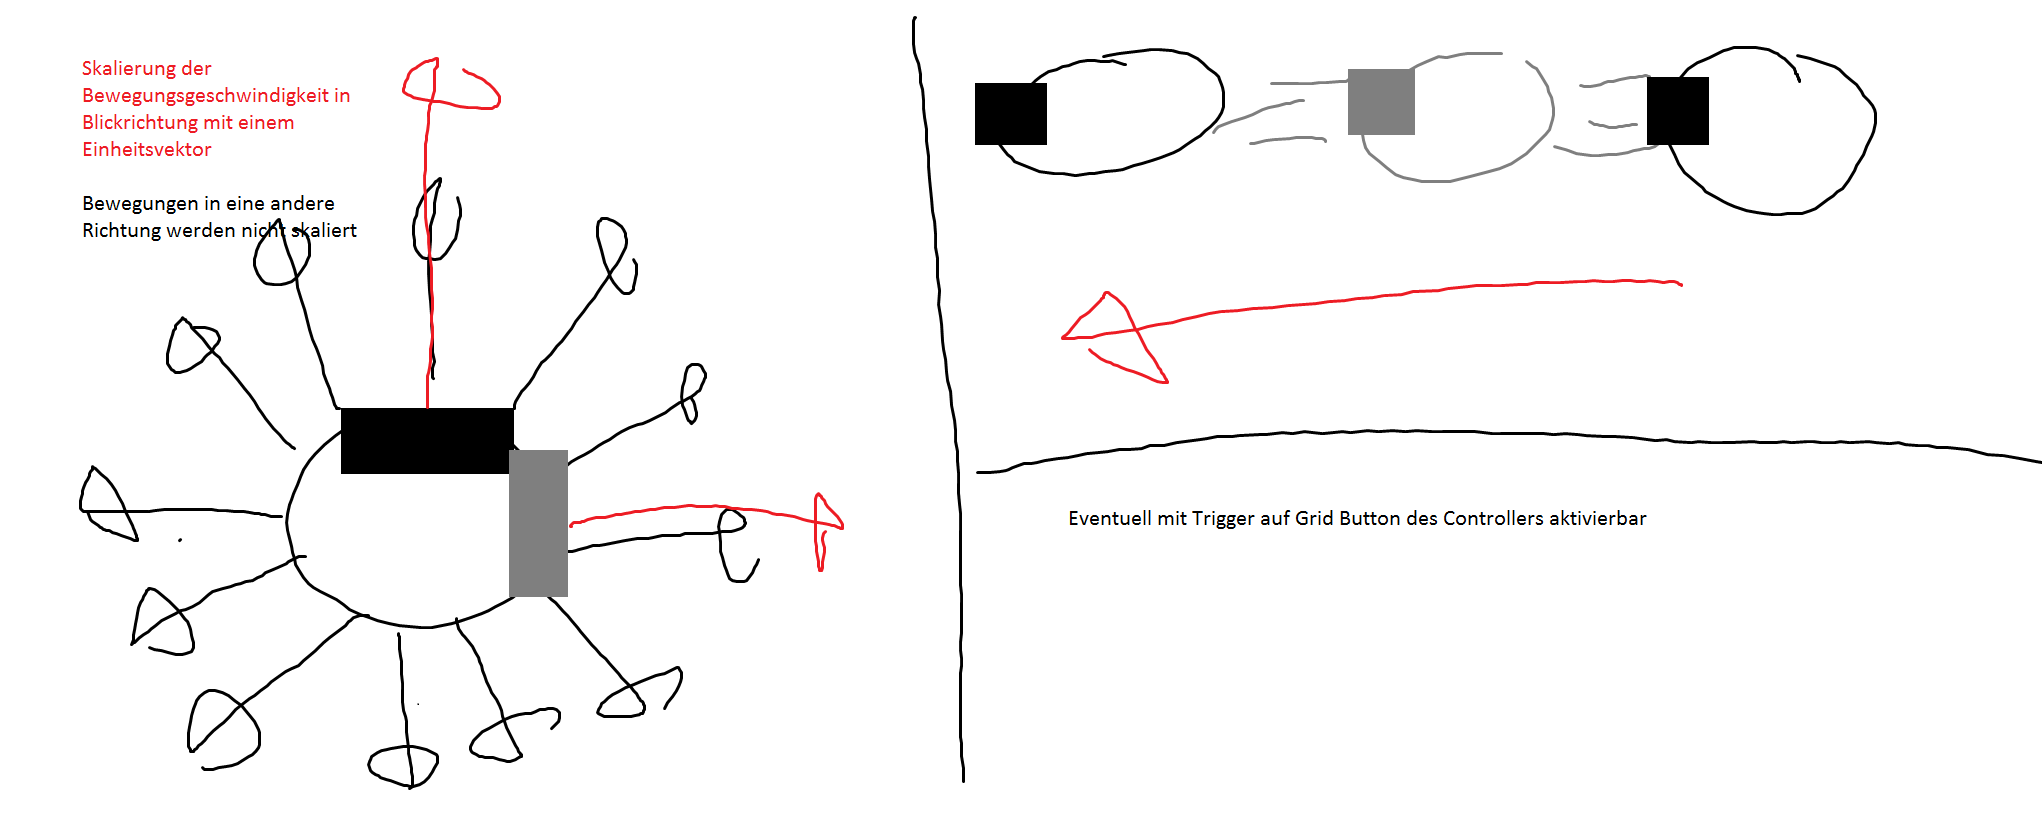 Skalierung der
Bewegungsgeschwindigkeit in
Blickrichtung mit einem
Einheitsvektor
Bewegungen in eine andere
Richtung werden nicht skaliert
Eventuell mit Trigger auf Grid Button des Controllers aktivierbar